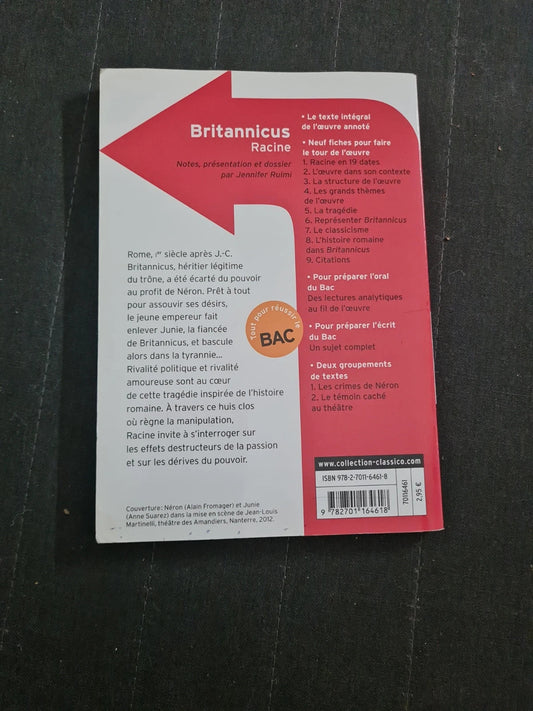 Britannicus
Racine
Notes, présentation et dossier
par Jennifer Ruimi
Rome, Iᵉʳ siècle après J.-C.
Britannicus, héritier légitime
du trône, a été écarté du pouvoir
au profit de Néron. Prêt à tout
pour assouvir ses désirs,
le jeune empereur fait
enlever Junie, la fiancée
de Britannicus, et bascule
alors dans la tyrannie...
Rivalité politique et rivalité
amoureuse sont au cœur
de cette tragédie inspirée de l'histoire
romaine. À travers ce huis clos
où règne la manipulation,
Racine invite à s'interroger sur
les effets destructeurs de la passion
et sur les dérives du pouvoir.
Couverture : Néron (Alain Fromager) et Junie
(Anne Suarez) dans la mise en scène de Jean-Louis
Martinelli, théâtre des Amandiers, Nanterre, 2012.
Tout pour réussir le
BAC
• Le texte intégral
de l'œuvre annoté
• Neuf fiches pour faire
le tour de l'œuvre
1. Racine en 19 dates
2. L'œuvre dans son contexte
3. La structure de l'œuvre
4. Les grands thèmes
de l'œuvre
5. La tragédie
6. Représenter Britannicus
7. Le classicisme
8. L'histoire romaine
dans Britannicus
9. Citations
• Pour préparer l'oral
du Bac
Des lectures analytiques
au fil de l'œuvre
• Pour préparer l'écrit
du Bac
Un sujet complet
• Deux groupements
de textes
1. Les crimes de Néron
2. Le témoin caché
au théâtre
www.collection-classico.com
ISBN 978-2-7011-6461-8
9 782701 164618
70116461
2,95 €